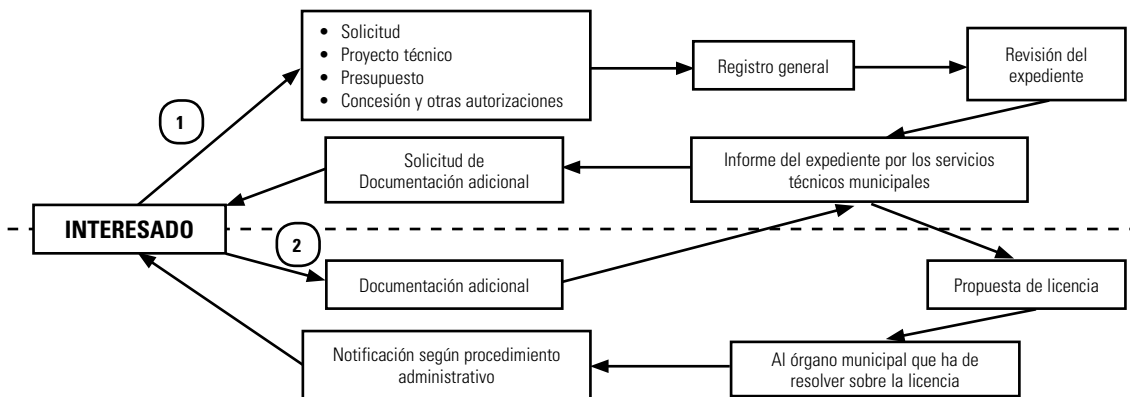 • Solicitud
• Proyecto técnico
• Presupuesto
• Concesión y otras autorizaciones
Registro general
Revisión del
expediente
1
Solicitud de
Documentación adicional
Informe del expediente por los servicios
técnicos municipales
INTERESADO
2
Documentación adicional
Propuesta de licencia
Notificación según procedimiento
administrativo
Al órgano municipal que ha de
resolver sobre la licencia